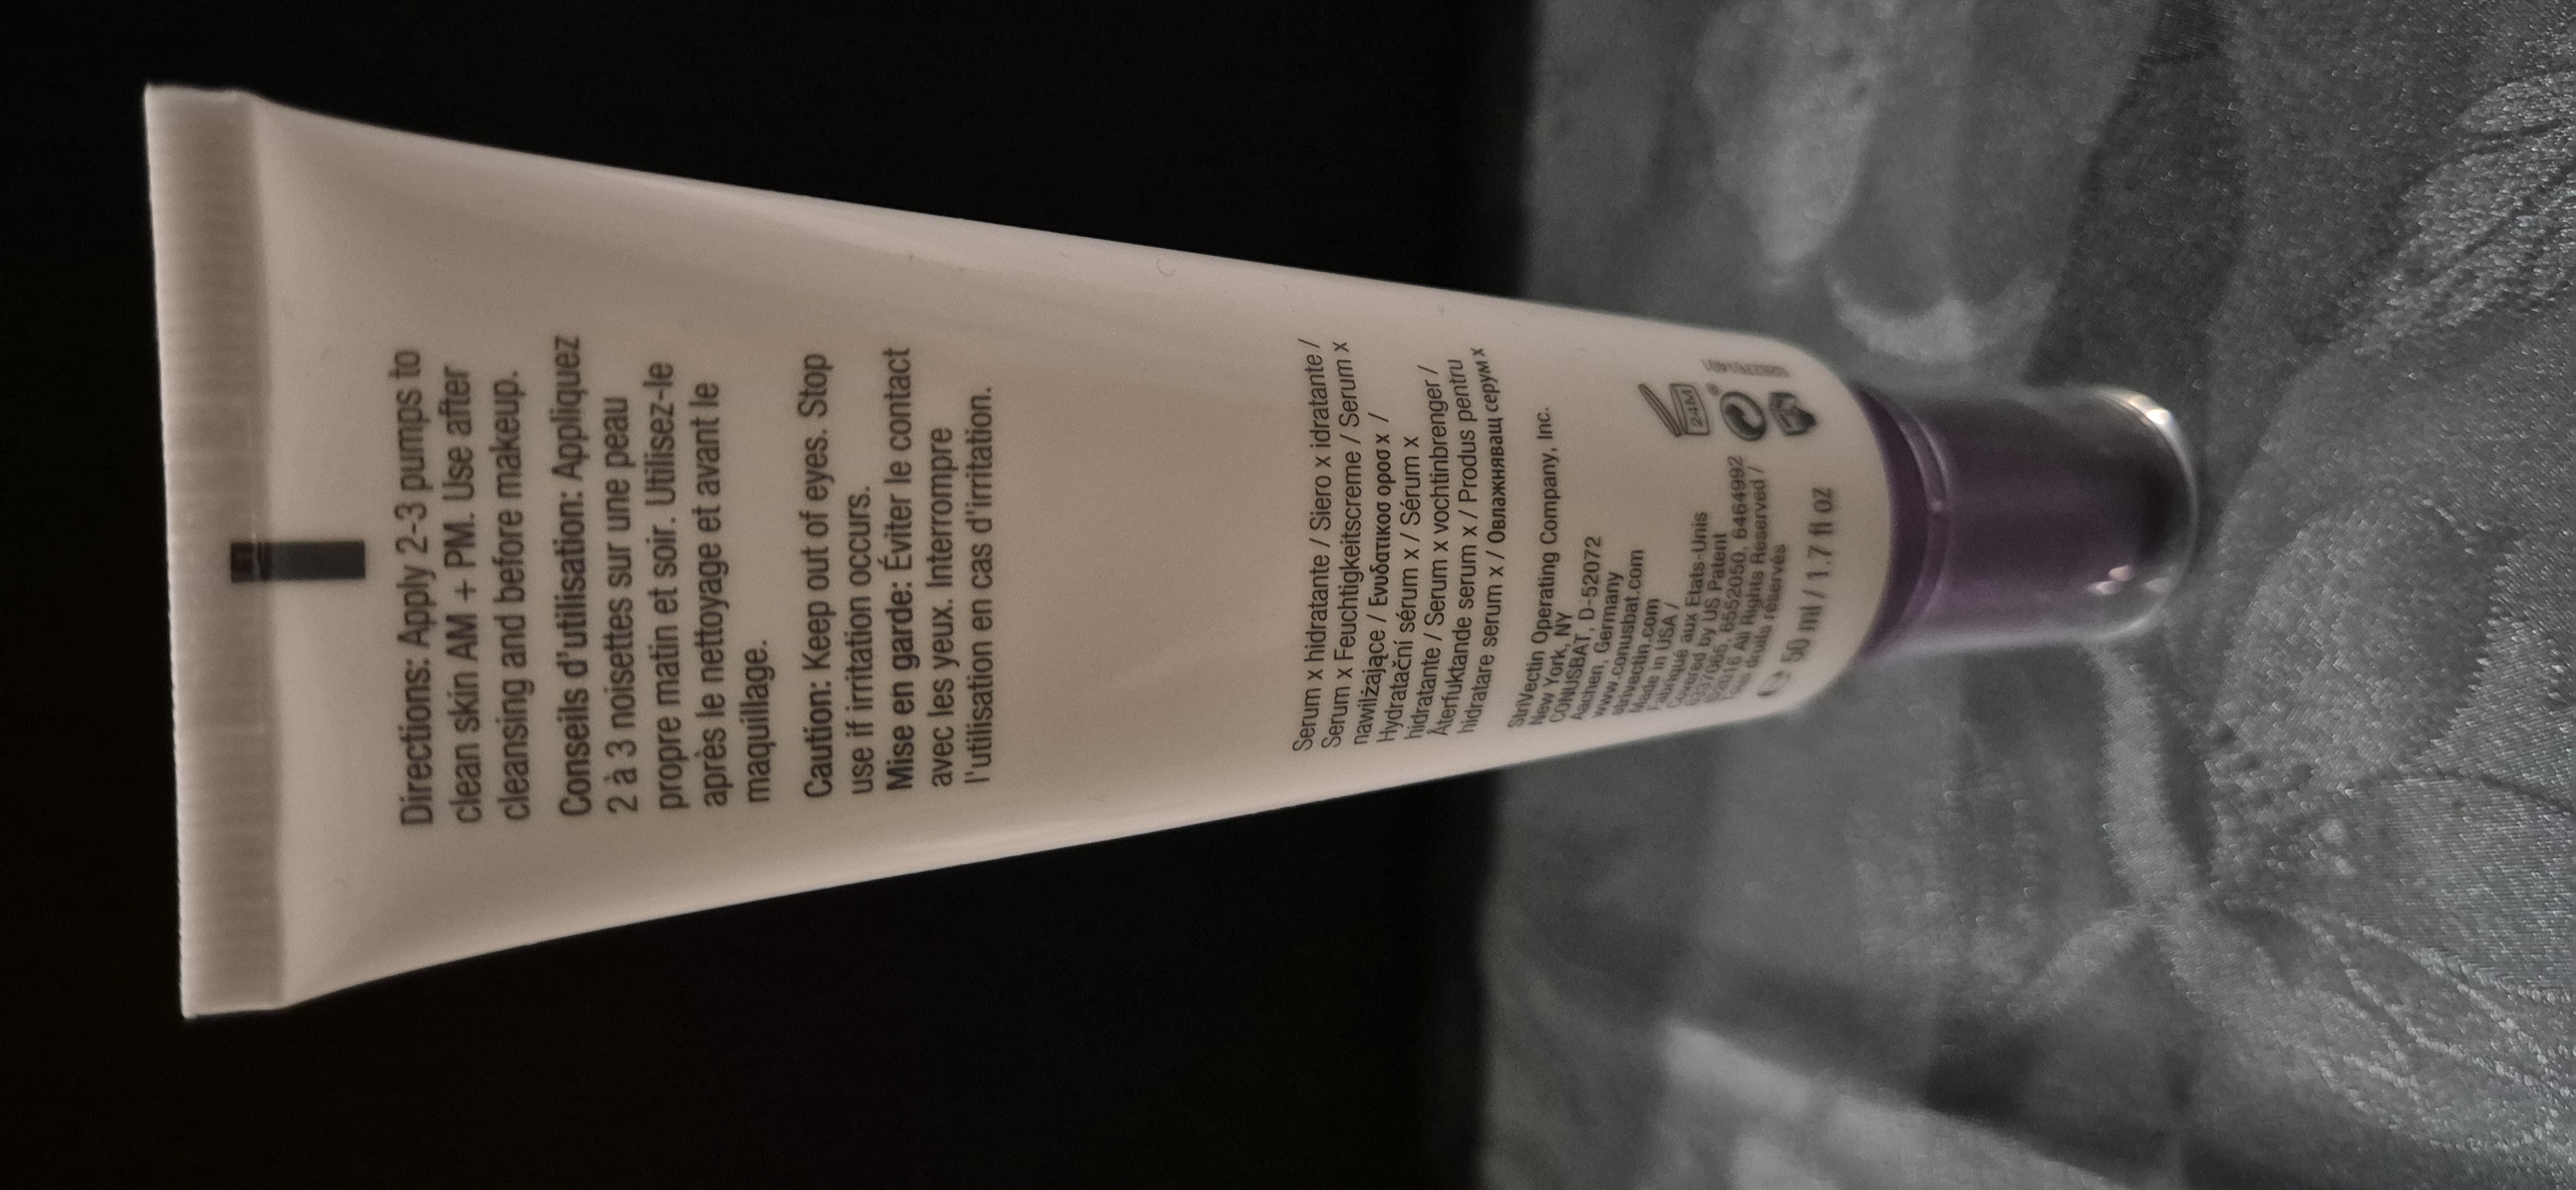 Directions: Apply 2-3 pumps to
clean skin AM + PM. Use after
cleansing and before makeup.
Conseils d'utilisation: Appliquez
2 à 3 noisettes sur une peau
propre matin et soir. Utilisez-le
après le nettoyage et avant le
maquillage.
Caution: Keep out of eyes. Stop
use if irritation occurs.
Mise en garde: Éviter le contact
avec les yeux. Interrompre
l'utilisation en cas d'irritation.
Serum x hidratante / Siero x idratante /
Serum x Feuchtigkeitscreme / Serum x
nawilżające / Ενυδατικοσ οροσ x /
Hydratační sérum x / Sérum x
hidratante / Serum x vochtinbrenger /
Återfuktande serum x / Produs pentru
hidratare serum x / Овлажняващ серум x
StriVectin Operating Company, Inc.
New York, NY
CONUSBAT, D-52072
Aachen, Germany
www.conusbat.com
strivectin.com
Made in USA /
Fabriqué aux Etats-Unis
Covered by US Patent
6337065, 6552050, 6464992
©2016 All Rights Reserved /
Tous droits réservés
24M
50 ml / 1.7 fl oz